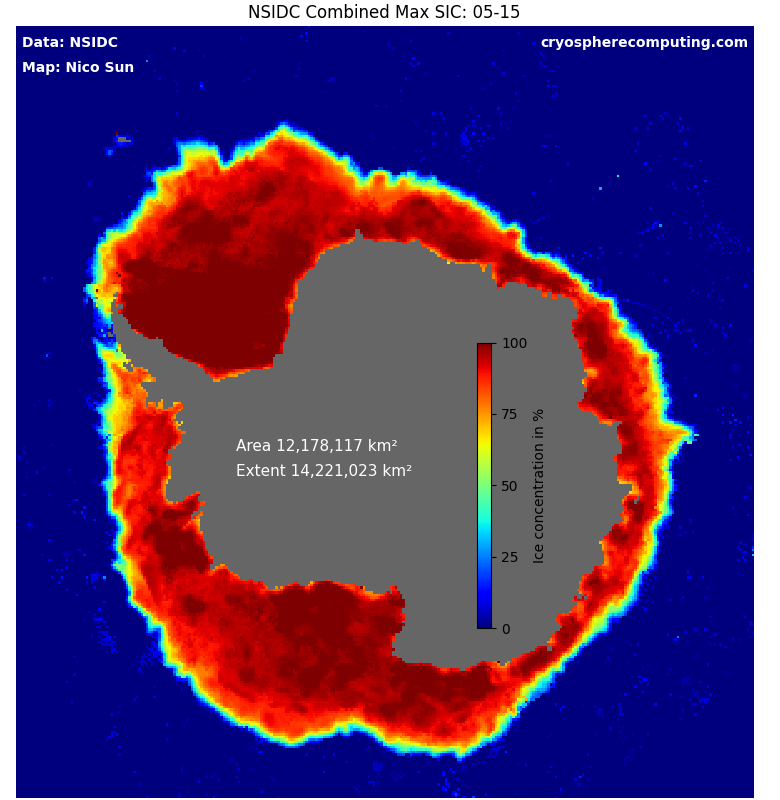 NSIDC Combined Max SIC: 05-15
Data: NSIDC
cryospherecomputing.com
Map: Nico Sun
100
75
50
25
0
Ice concentration in %
Area 12,178,117 km²
Extent 14,221,023 km²